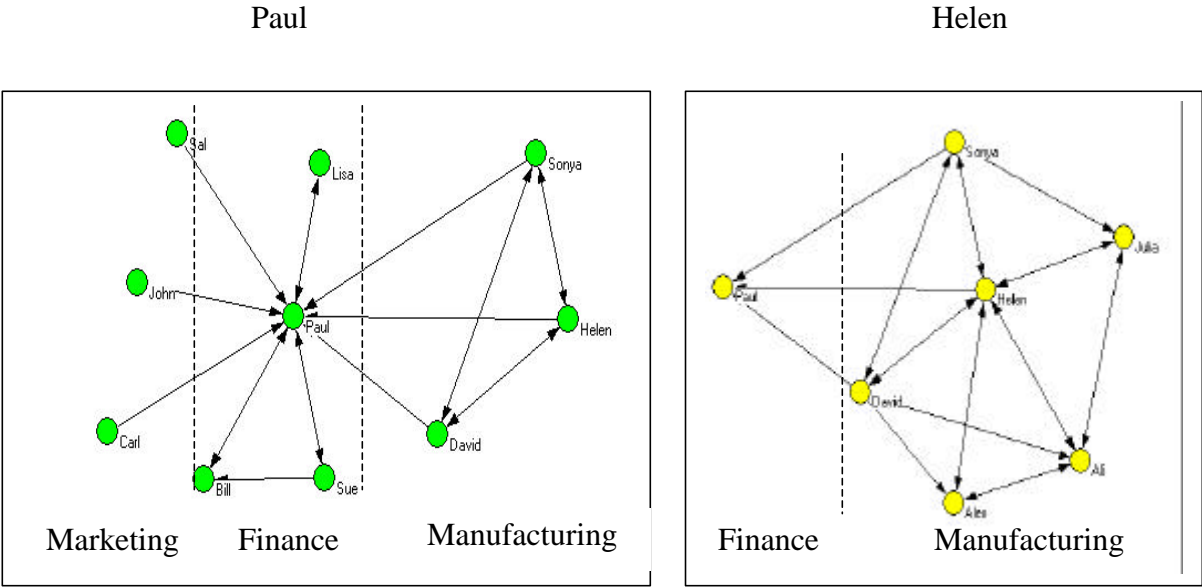 Paul
Helen
Sal
Lisa
Sonya
John
Paul
Helen
Carl
David
Bill
Sue
Marketing
Finance
Manufacturing
Sonya
Julia
Paul
Helen
David
Ali
Alex
Finance
Manufacturing